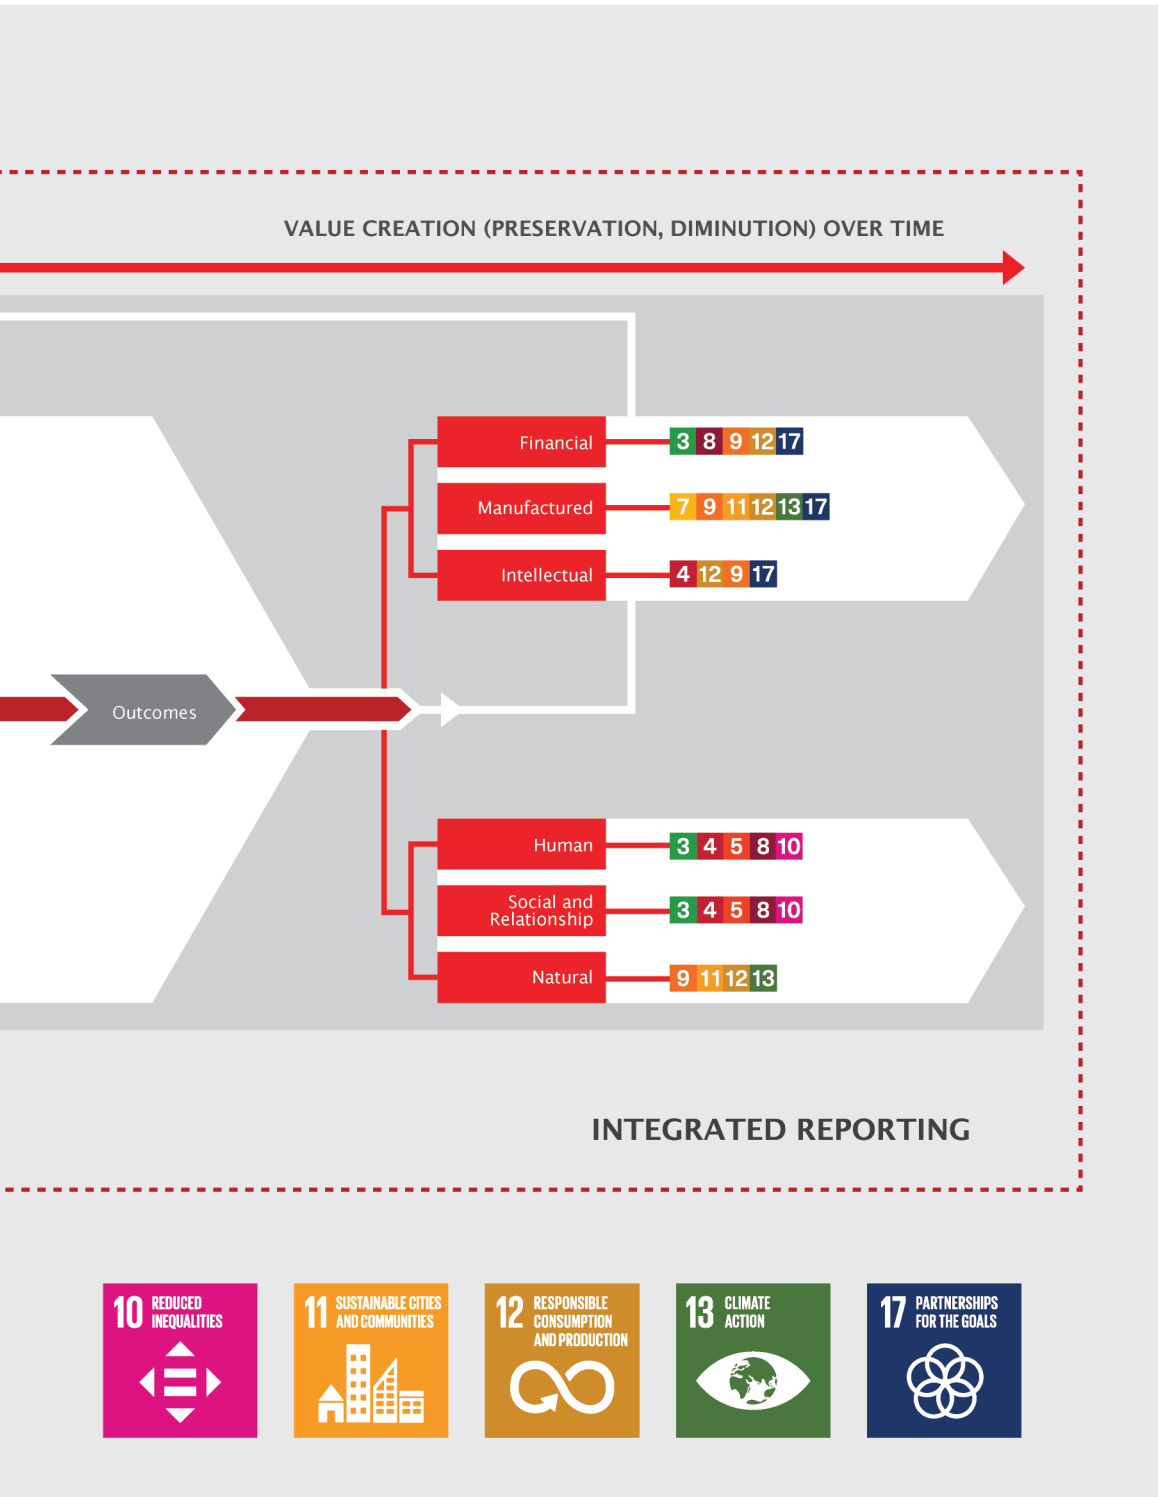 VALUE CREATION (PRESERVATION, DIMINUTION) OVER TIME
Financial
3 8 9 12 17
Manufactured
7 9 11 12 13 17
Intellectual
4 12 9 17
Outcomes
Human
3 4 5 8 10
Social and
Relationship
3 4 5 8 10
Natural
9 11 12 13
INTEGRATED REPORTING
10 REDUCED
INEQUALITIES
11 SUSTAINABLE CITIES
AND COMMUNITIES
12 RESPONSIBLE
CONSUMPTION
AND PRODUCTION
13 CLIMATE
ACTION
17 PARTNERSHIPS
FOR THE GOALS